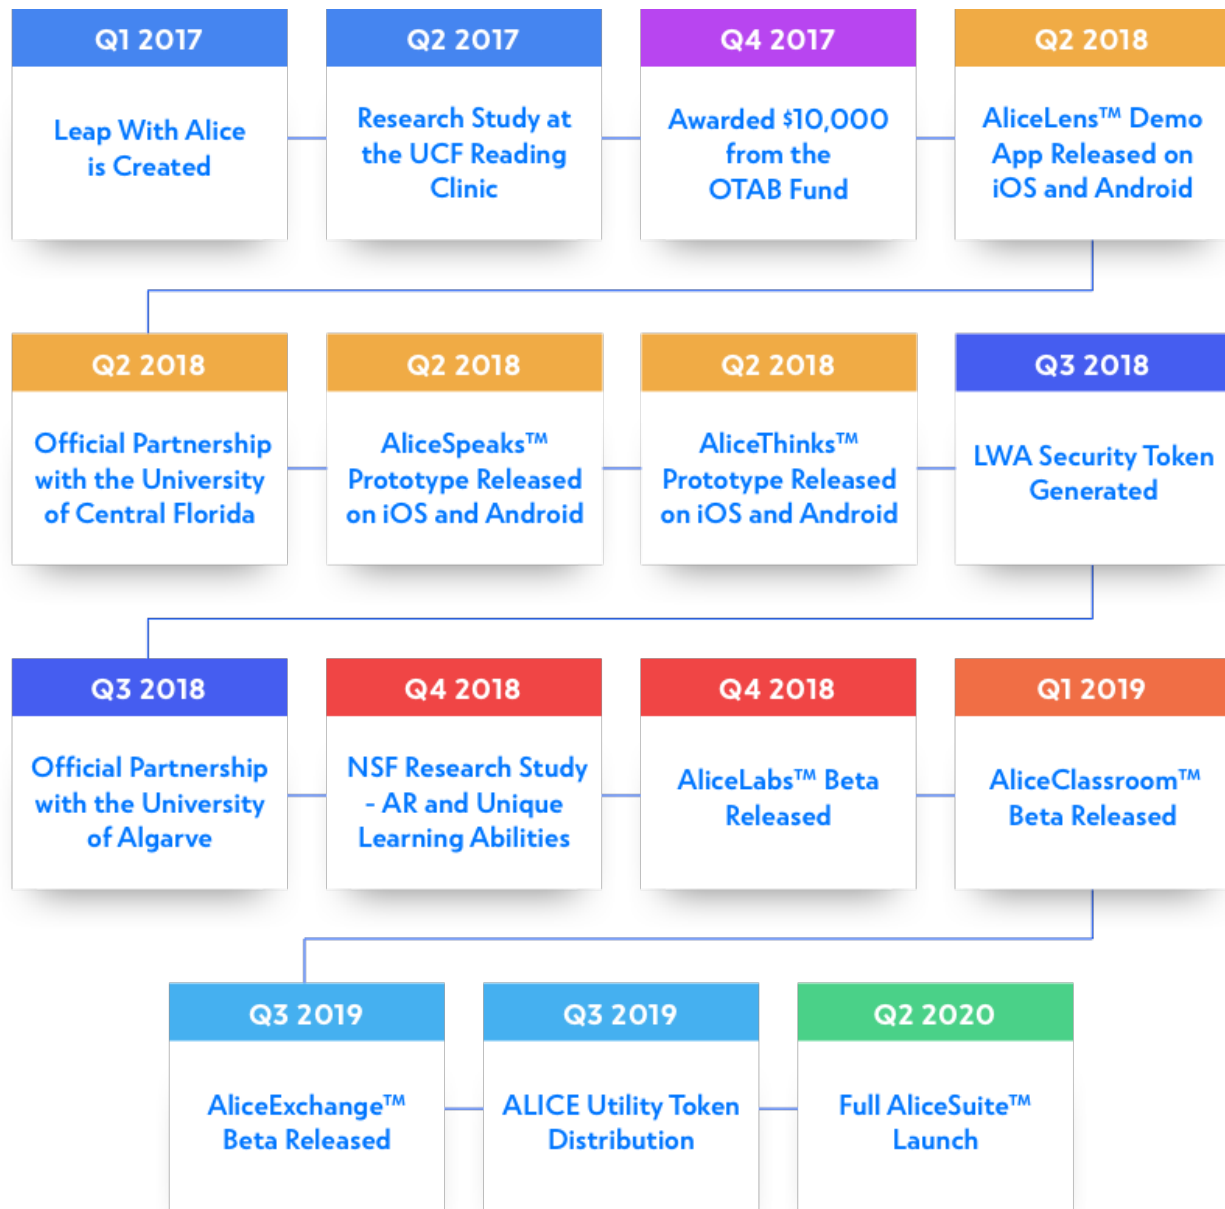 Q1 2017
Leap With Alice
is Created
Q2 2017
Research Study at
the UCF Reading
Clinic
Q4 2017
Awarded $10,000
from the
OTAB Fund
Q2 2018
AliceLens™ Demo
App Released on
iOS and Android
Q2 2018
Official Partnership
with the University
of Central Florida
Q2 2018
AliceSpeaks™
Prototype Released
on iOS and Android
Q2 2018
AliceThinks™
Prototype Released
on iOS and Android
Q3 2018
LWA Security Token
Generated
Q3 2018
Official Partnership
with the University
of Algarve
Q4 2018
NSF Research Study
- AR and Unique
Learning Abilities
Q4 2018
AliceLabs™ Beta
Released
Q1 2019
AliceClassroom™
Beta Released
Q3 2019
AliceExchange™
Beta Released
Q3 2019
ALICE Utility Token
Distribution
Q2 2020
Full AliceSuite™
Launch